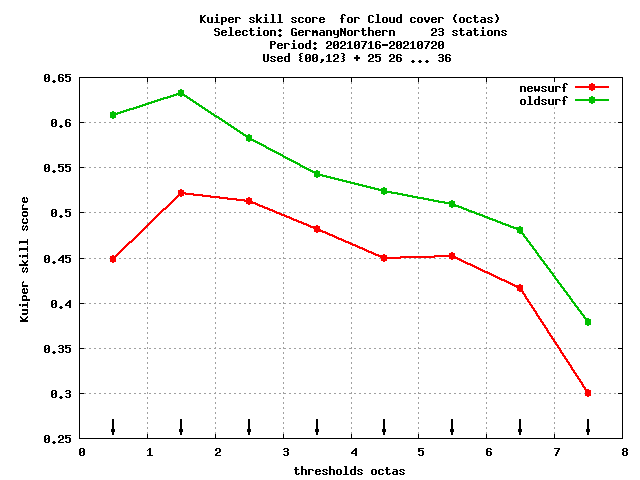 Kuiper skill score  for Cloud cover (octas)
Selection: GermanyNorthern     23 stations
Period: 20210716-20210720
Used {00,12} + 25 26 ... 36
newsurf
oldsurf
0.65
0.6
0.55
0.5
0.45
0.4
0.35
0.3
0.25
Kuiper skill score
0 1 2 3 4 5 6 7 8
thresholds octas